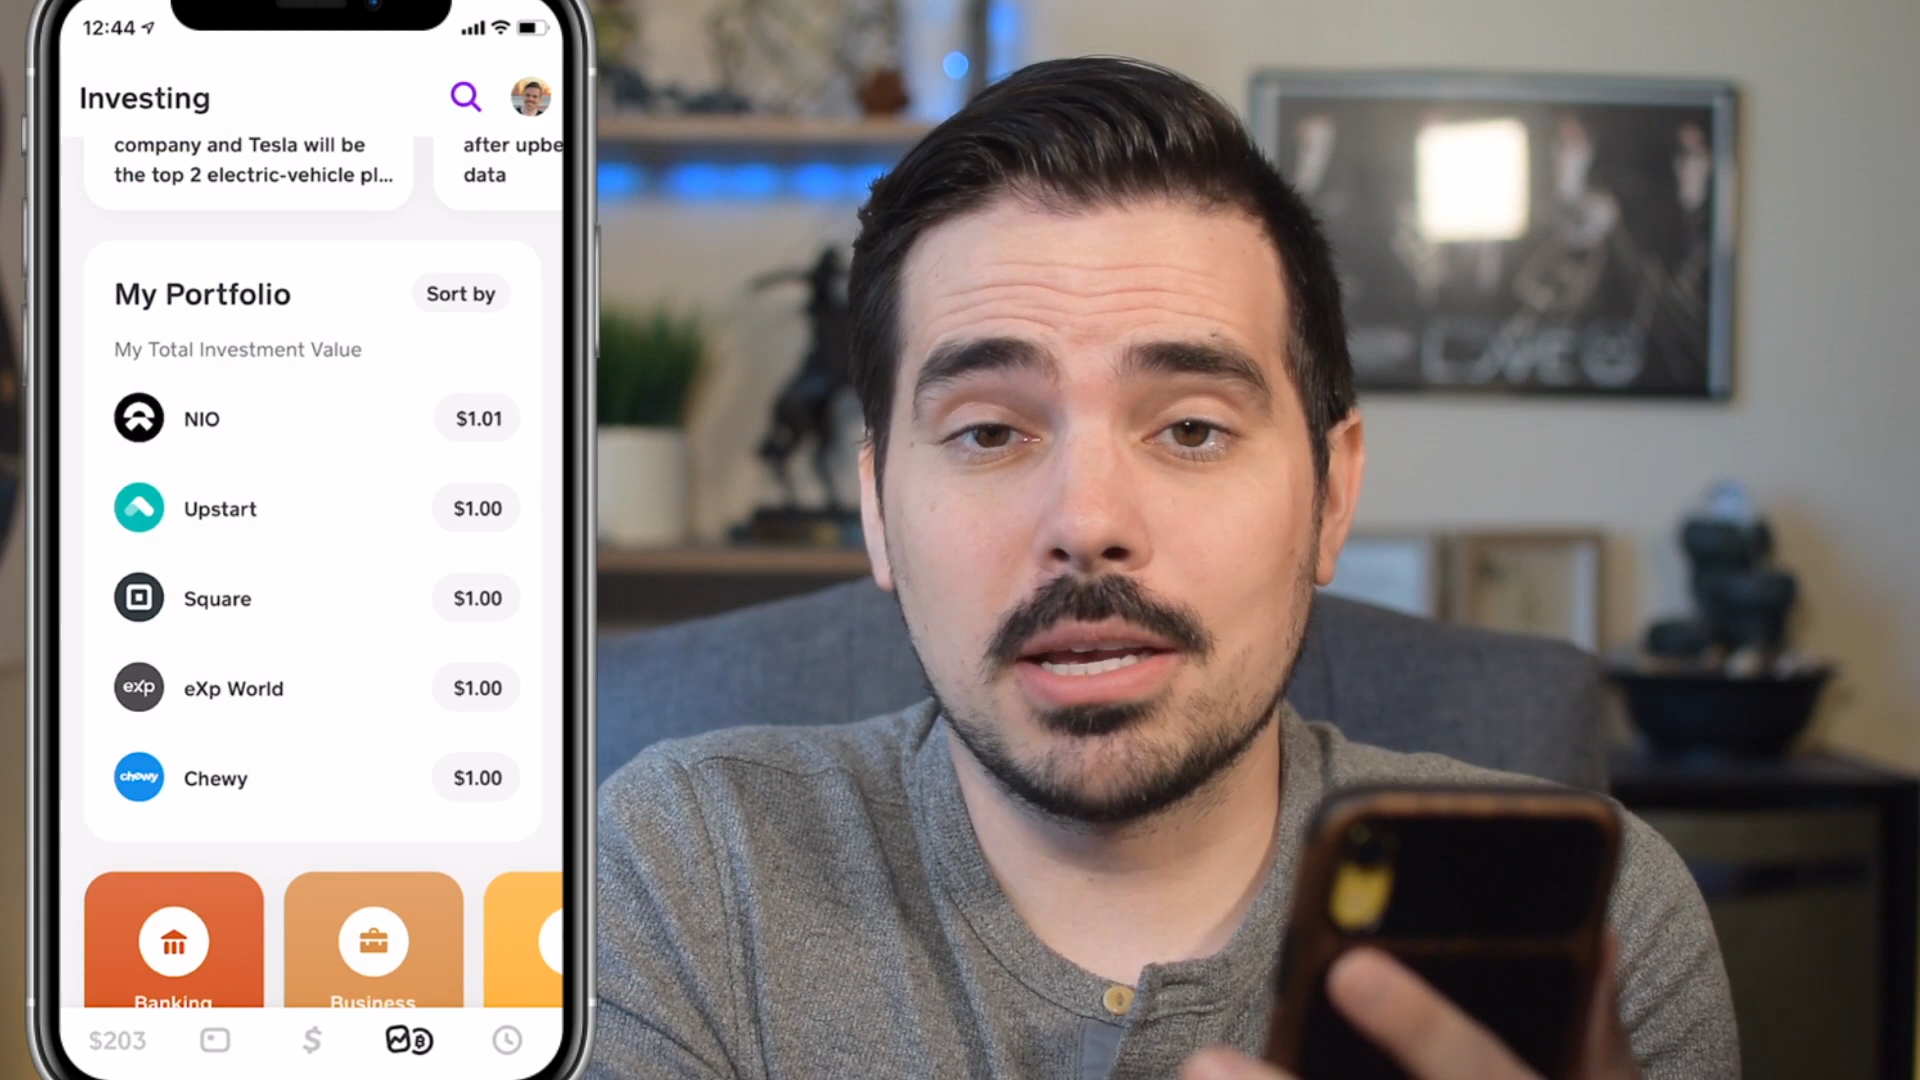 12:44
Investing
company and Tesla will be
the top 2 electric-vehicle pl...
after upbe
data
My Portfolio
Sort by
My Total Investment Value
NIO
$1.01
Upstart
$1.00
Square
$1.00
eXp
eXp World
$1.00
chewy
Chewy
$1.00
Banking
Business
$203
LIVE